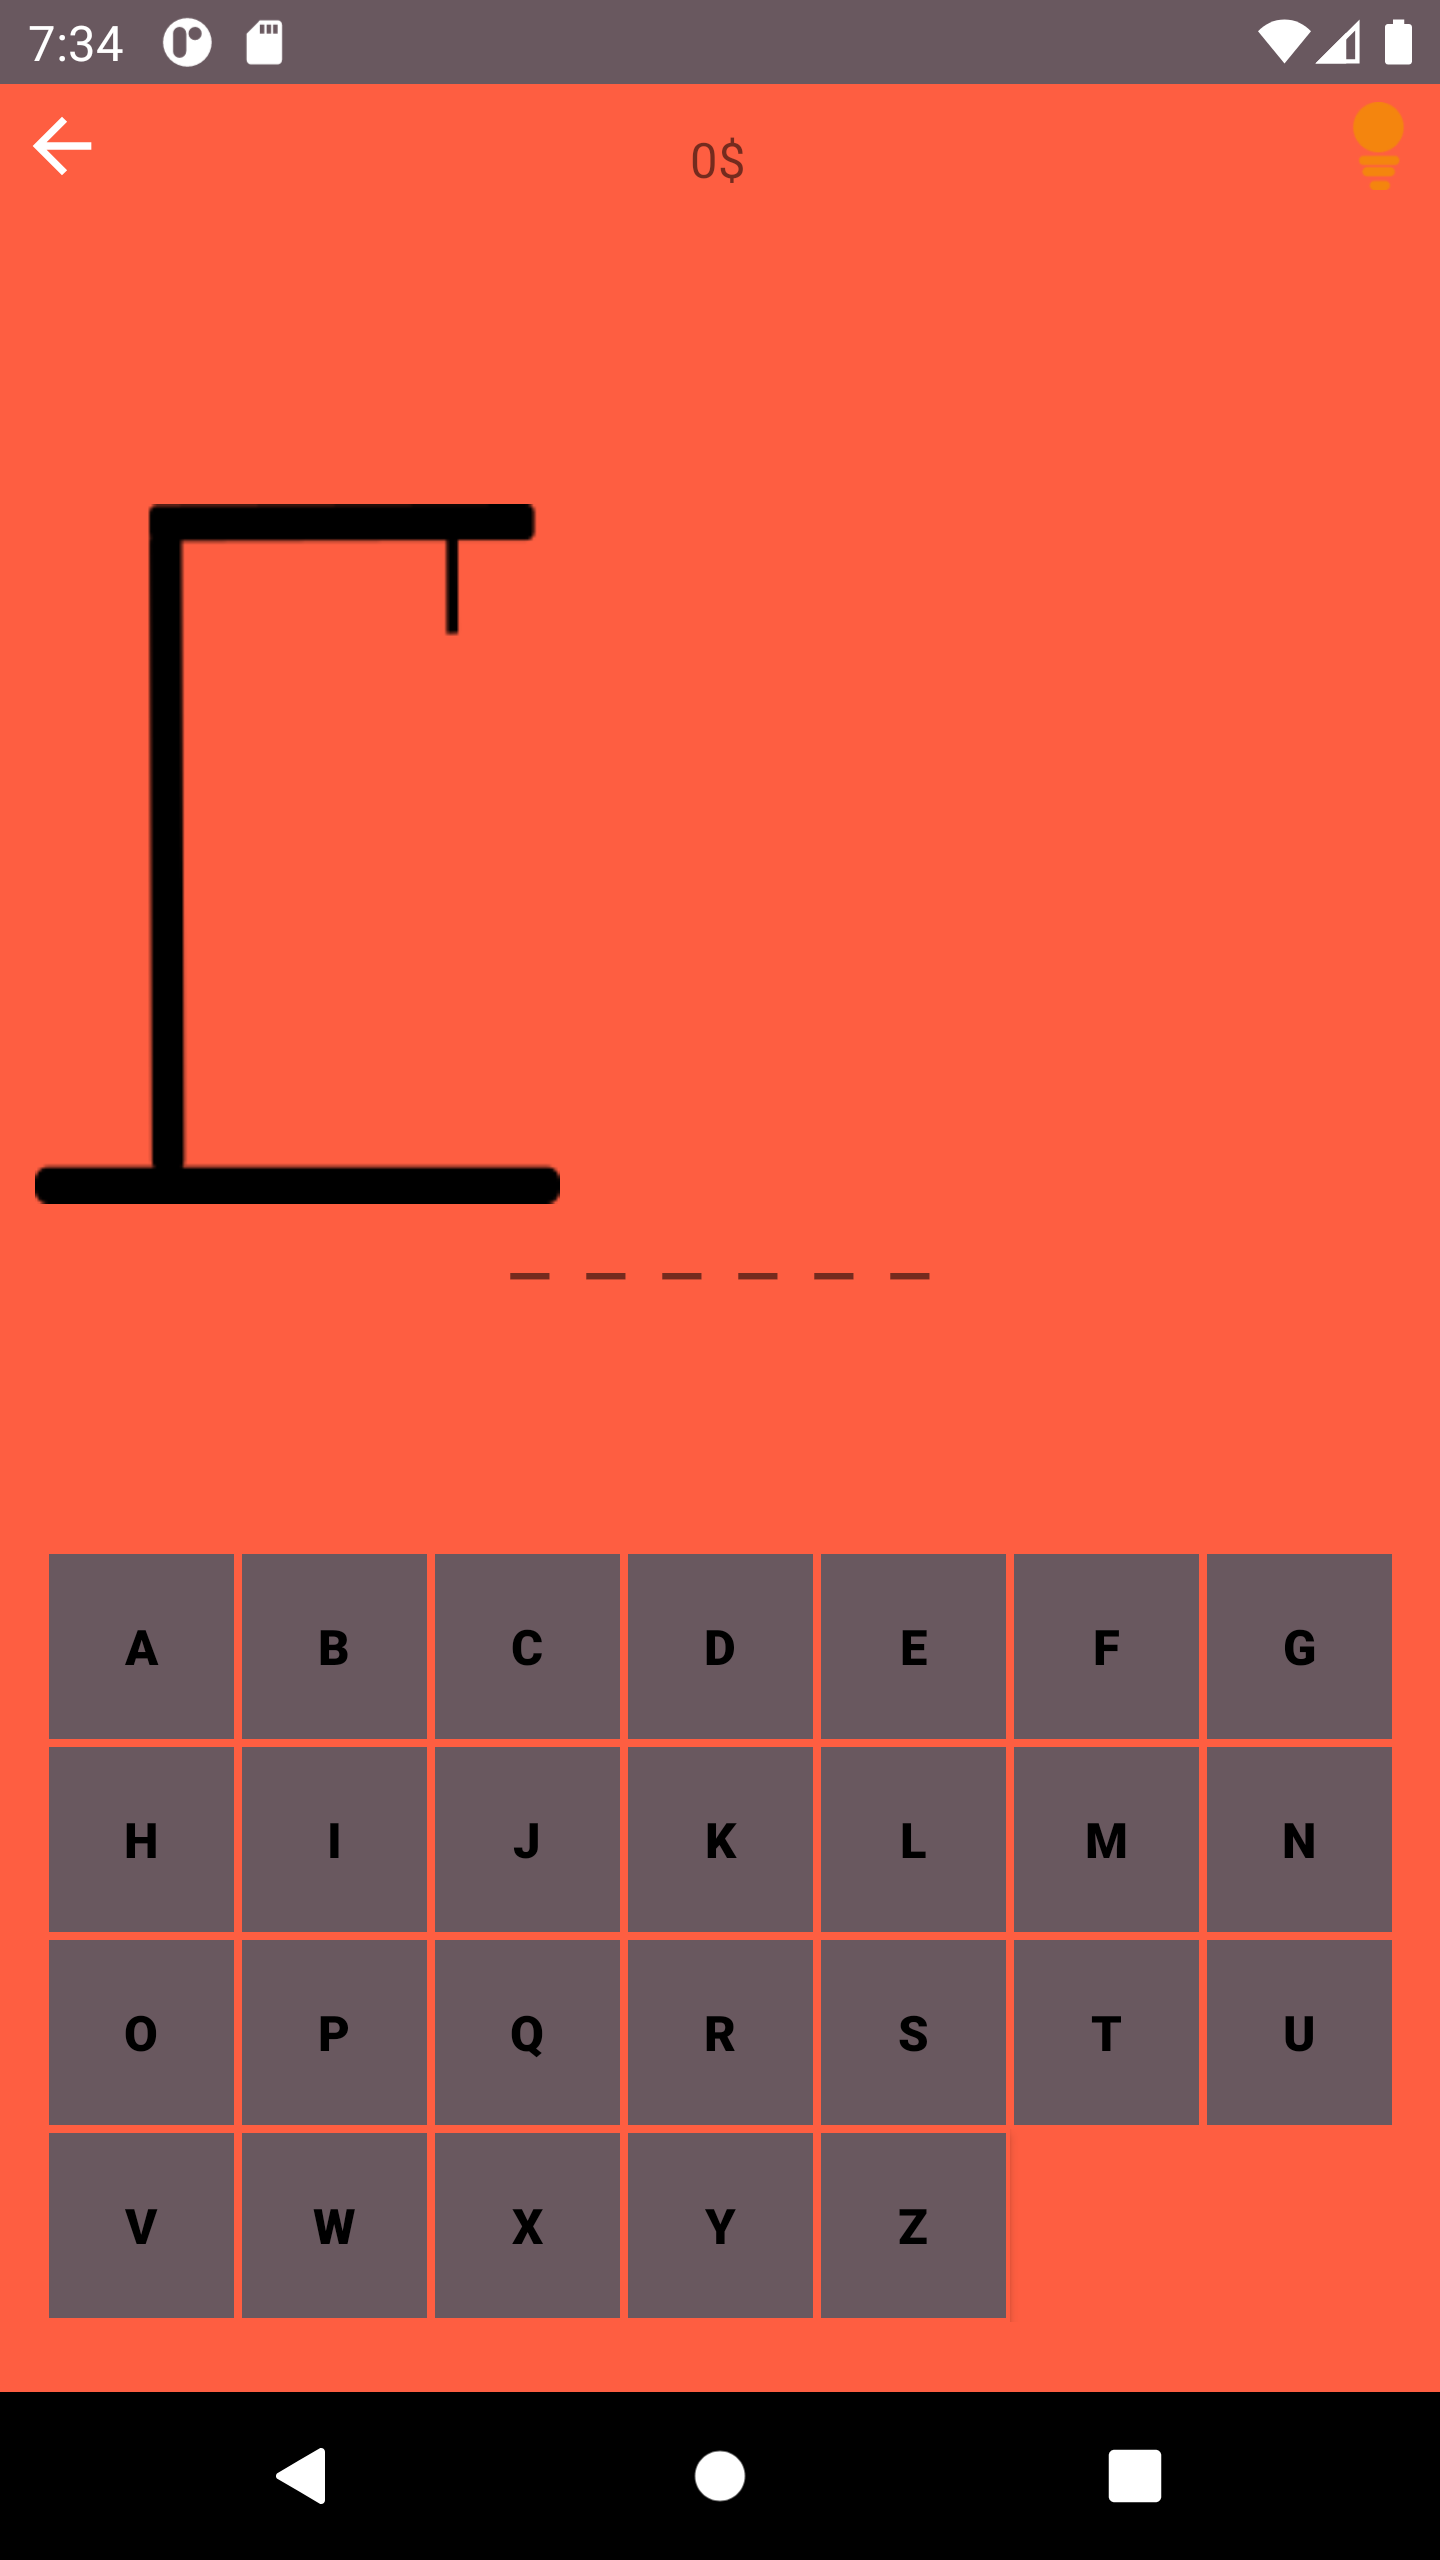 7:34
0$
_ _ _ _ _ _
A B C D E F G
H I J K L M N
O P Q R S T U
V W X Y Z